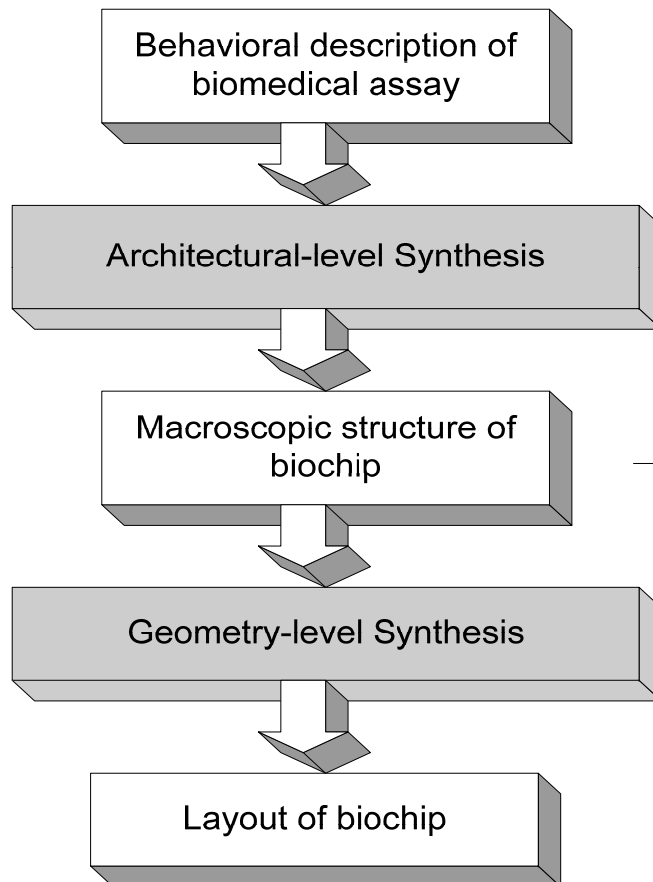 Behavioral description of
biomedical assay
Architectural-level Synthesis
Macroscopic structure of
biochip
Geometry-level Synthesis
Layout of biochip